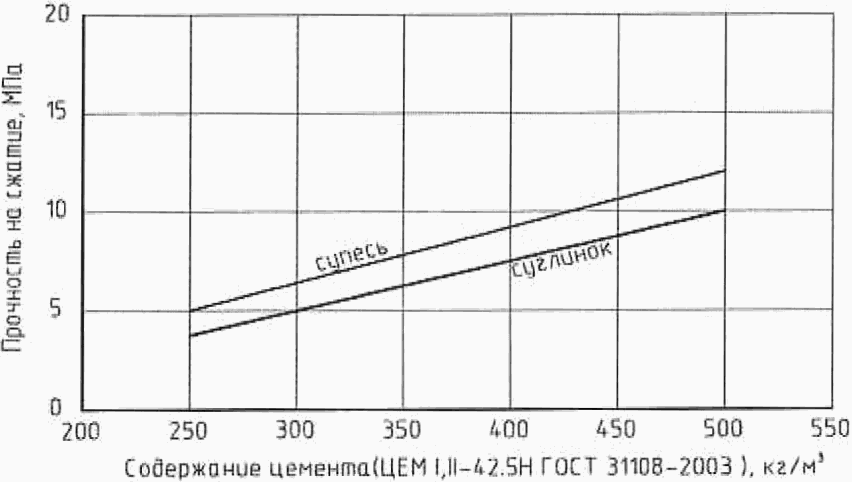 20
15
10
5
0
Прочность на сжатие, МПа
супесь
суглинок
200 250 300 350 400 450 500 550
Содержание цемента(ЦЕМ I,II-42.5Н ГОСТ 31108-2003 ), кг/м³